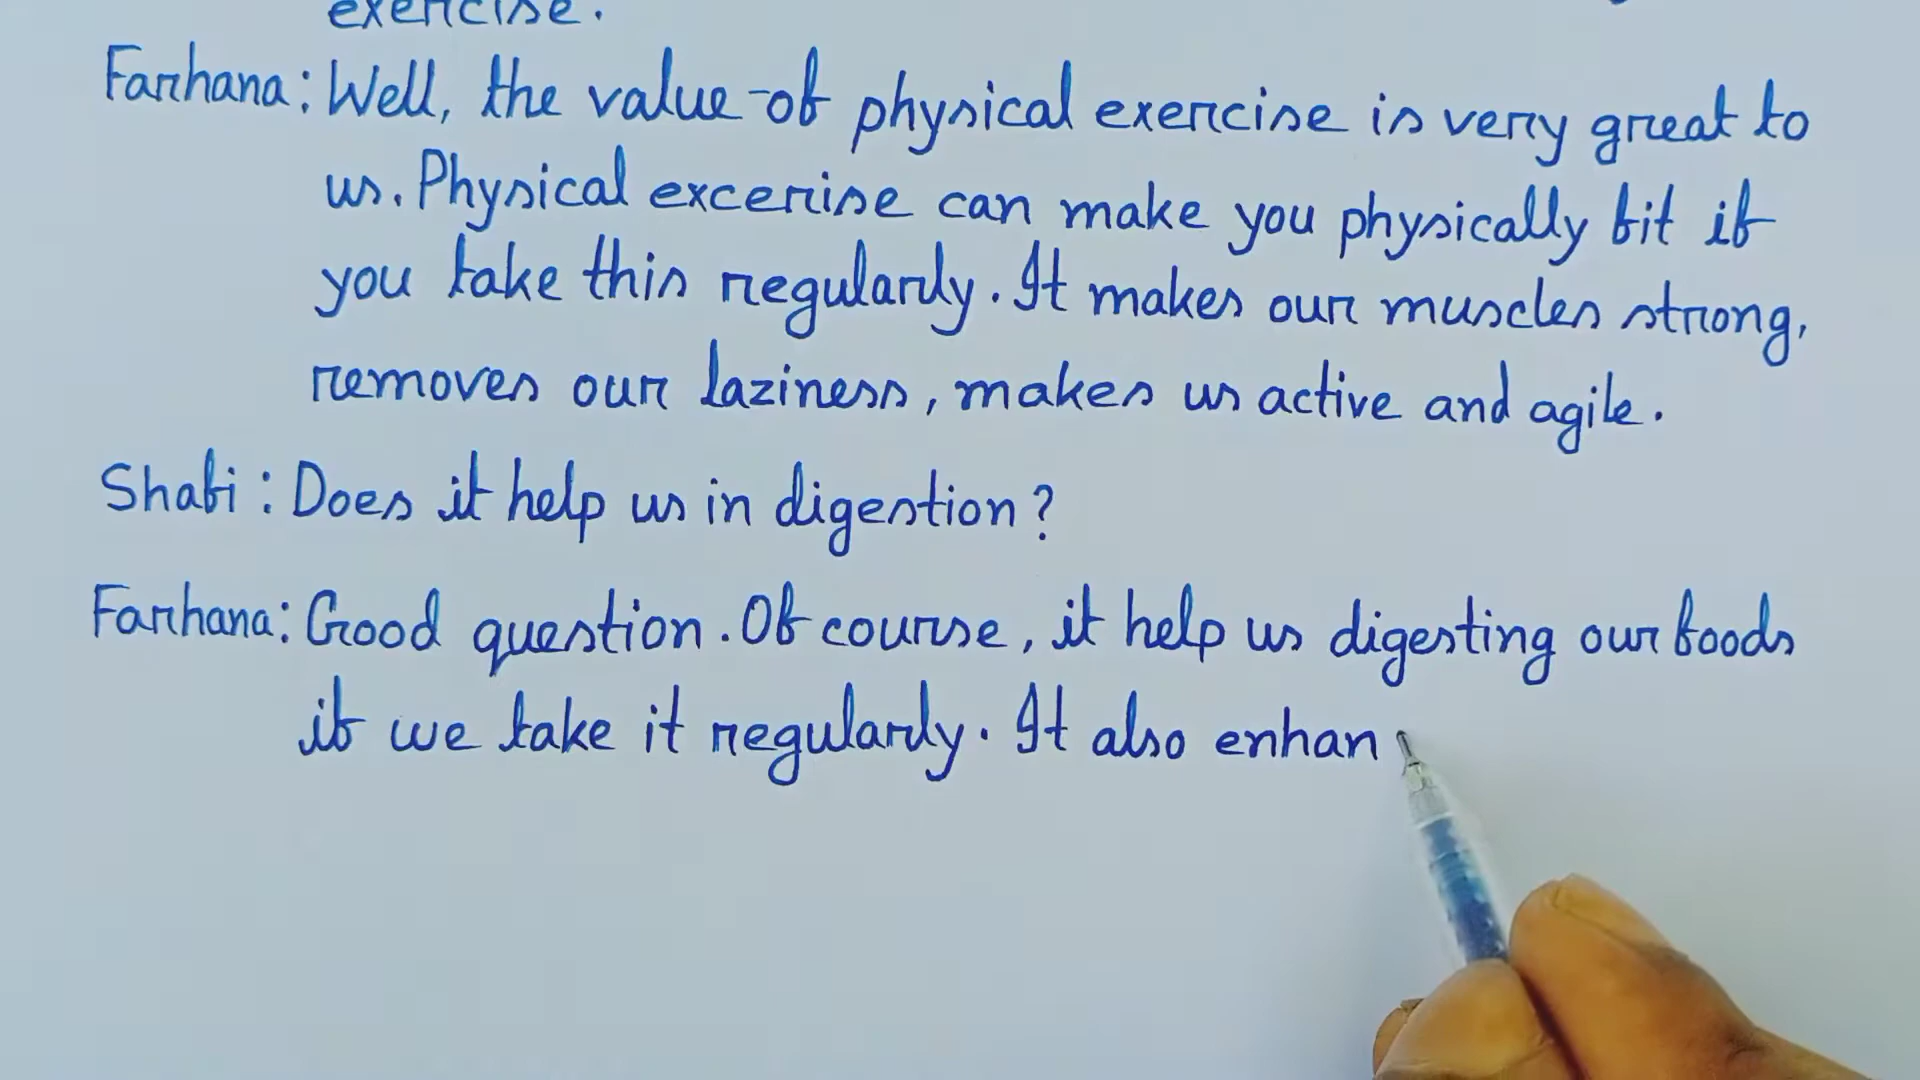 exercise.
Farhana: Well, the value of physical exercise is very great to
us. Physical excerise can make you physically fit if
you take this regularly. It makes our muscles strong,
removes our laziness, makes us active and agile.
Shafi: Does it help us in digestion?
Farhana: Good question. Of course, it help us digesting our foods
if we take it regularly. It also enhan